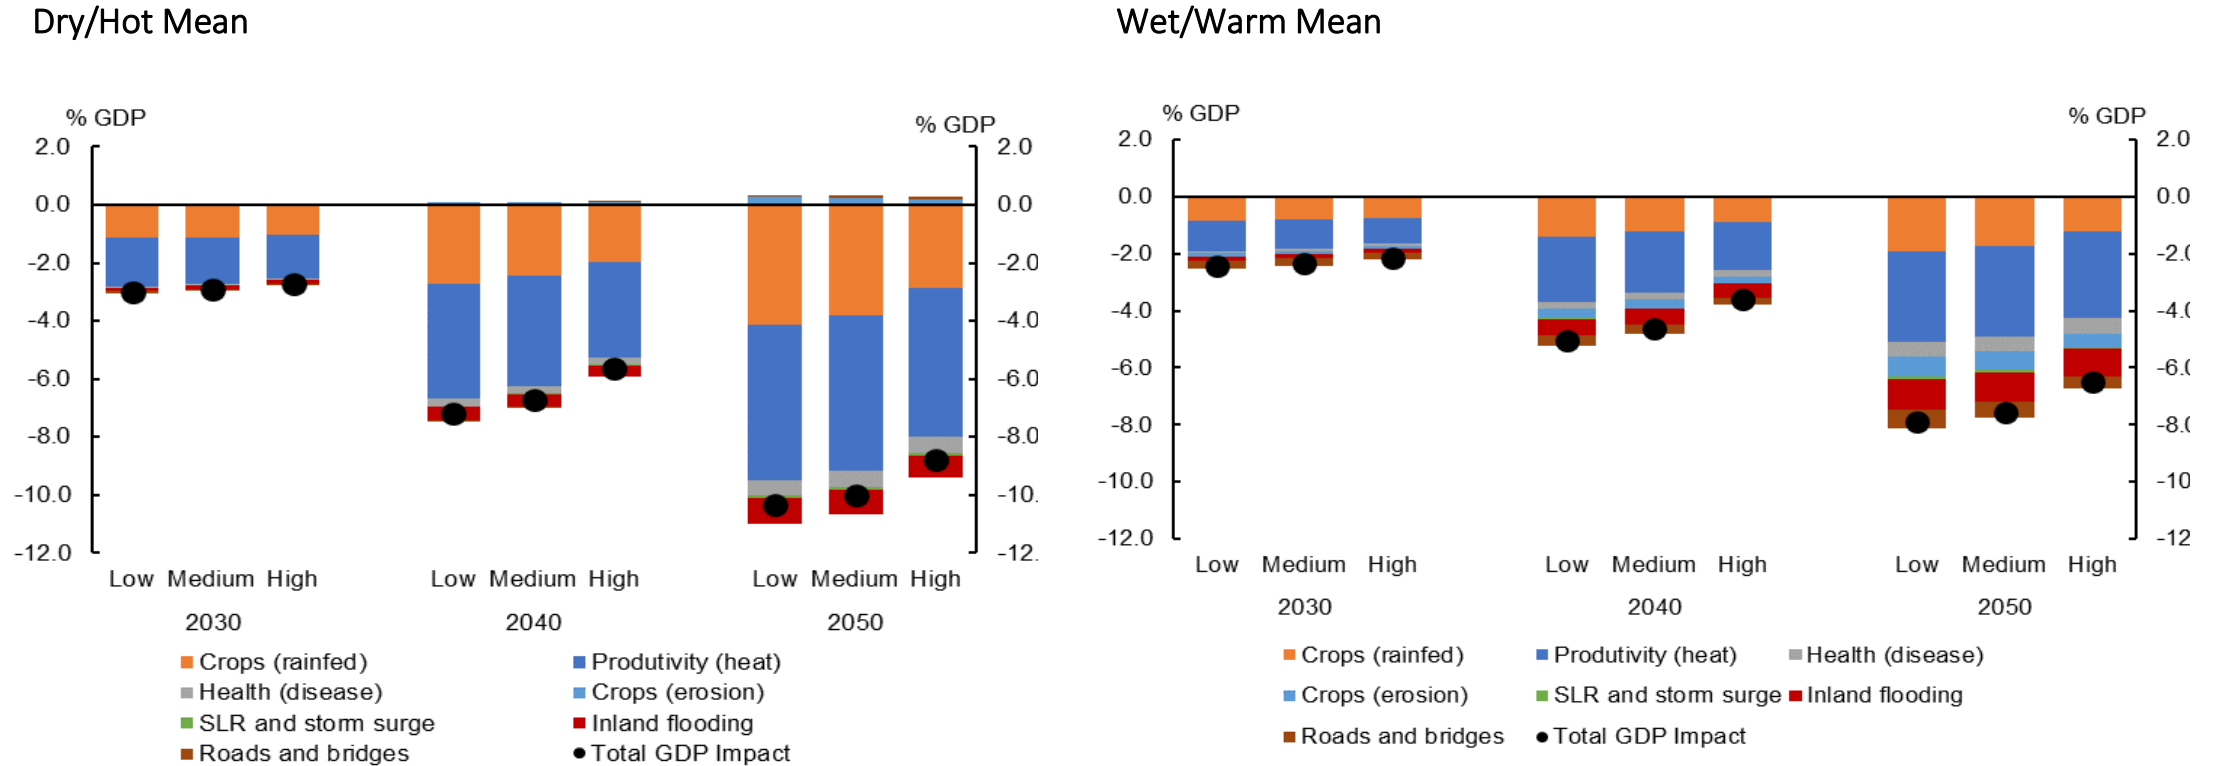 Dry/Hot Mean
% GDP
% GDP
2.0
0.0
-2.0
-4.0
-6.0
-8.0
-10.0
-12.0
2.0
0.0
-2.0
-4.0
-6.0
-8.0
-10.
-12.
Low Medium High Low Medium High Low Medium High
2030 2040 2050
Crops (rainfed) Produtivity (heat)
Health (disease) Crops (erosion)
SLR and storm surge Inland flooding
Roads and bridges Total GDP Impact
Wet/Warm Mean
% GDP
% GDP
2.0
0.0
-2.0
-4.0
-6.0
-8.0
-10.0
-12.0
2.0
0.0
-2.0
-4.0
-6.0
-8.0
-10
-12
Low Medium High Low Medium High Low Medium High
2030 2040 2050
Crops (rainfed) Produtivity (heat) Health (disease)
Crops (erosion) SLR and storm surge Inland flooding
Roads and bridges Total GDP Impact